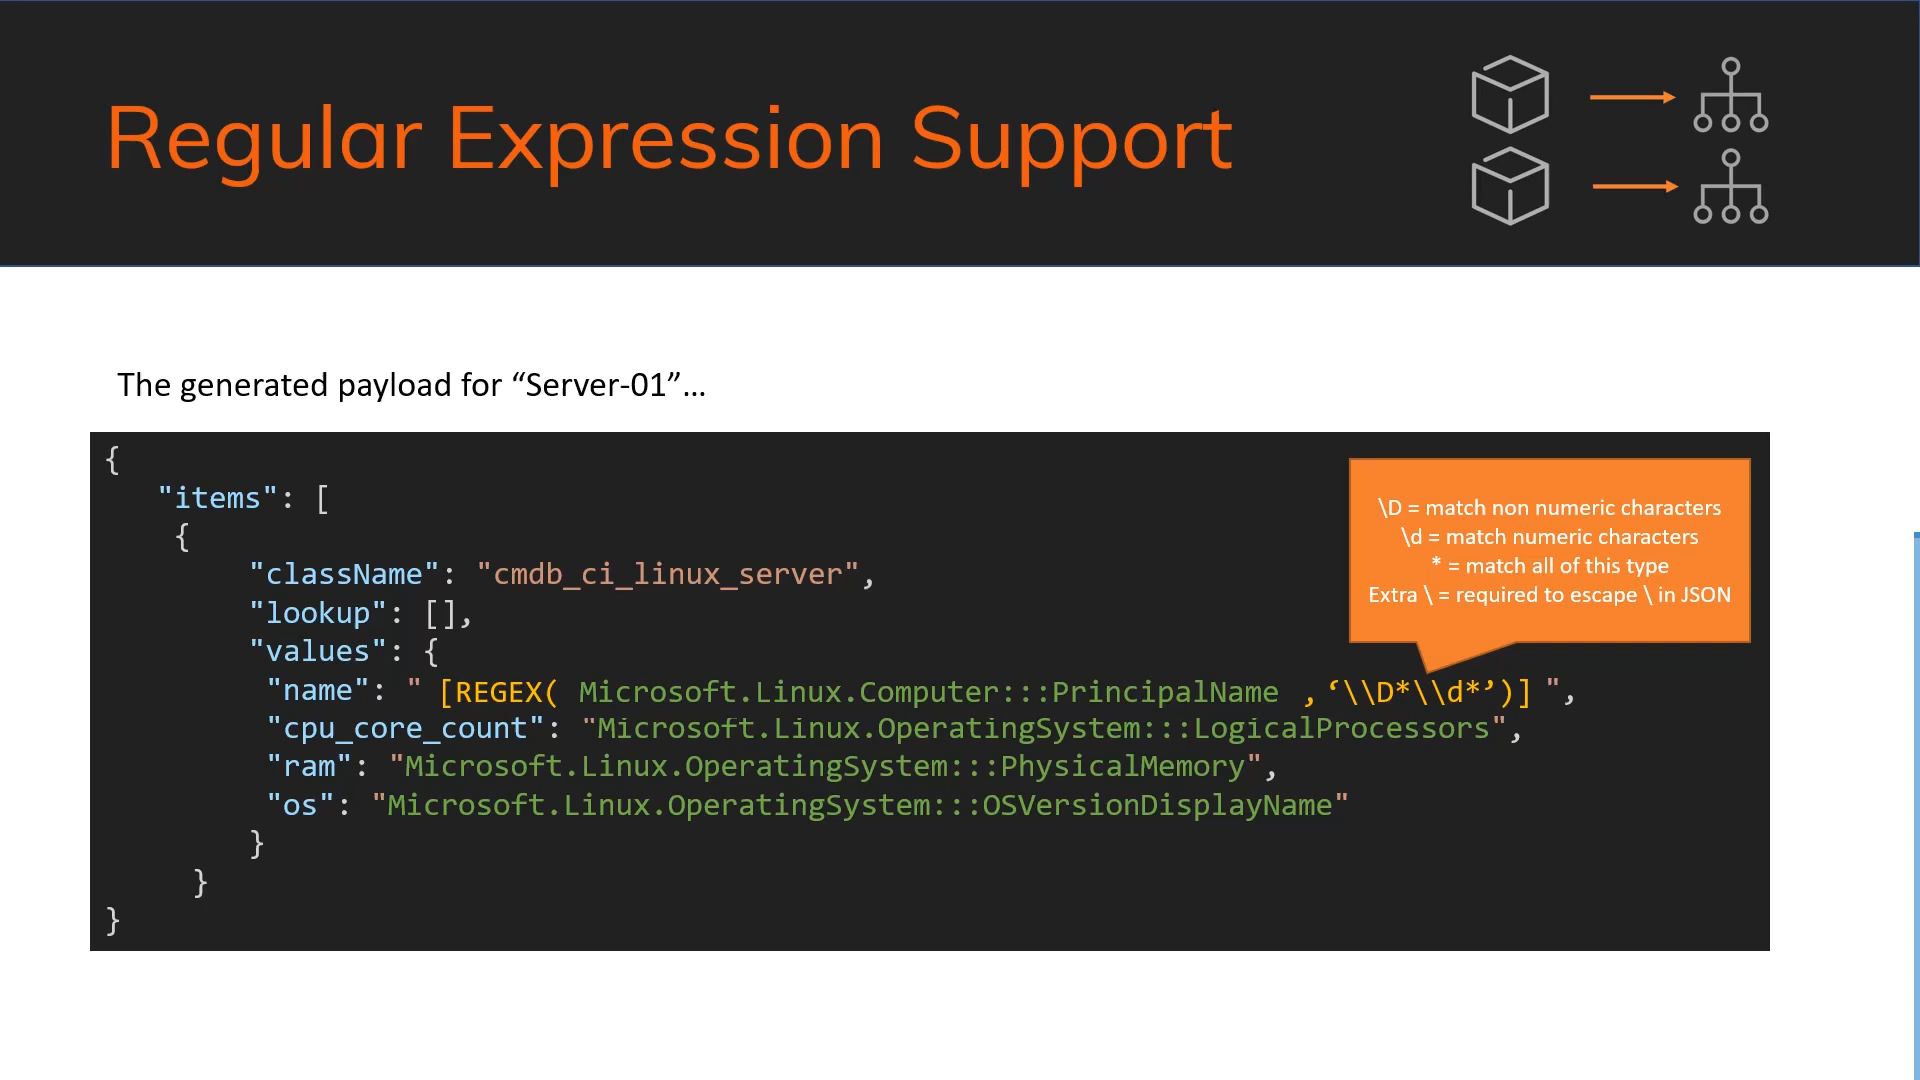 Regular Expression Support
The generated payload for “Server-01”...
{
"items": [
{
"className": "cmdb_ci_linux_server",
"lookup": [],
"values": {
"name": " [REGEX( Microsoft.Linux.Computer:::PrincipalName ,‘\\D*\\d*’)] ",
"cpu_core_count": "Microsoft.Linux.OperatingSystem:::LogicalProcessors",
"ram": "Microsoft.Linux.OperatingSystem:::PhysicalMemory",
"os": "Microsoft.Linux.OperatingSystem:::OSVersionDisplayName"
}
}
}
\D = match non numeric characters
\d = match numeric characters
* = match all of this type
Extra \ = required to escape \ in JSON